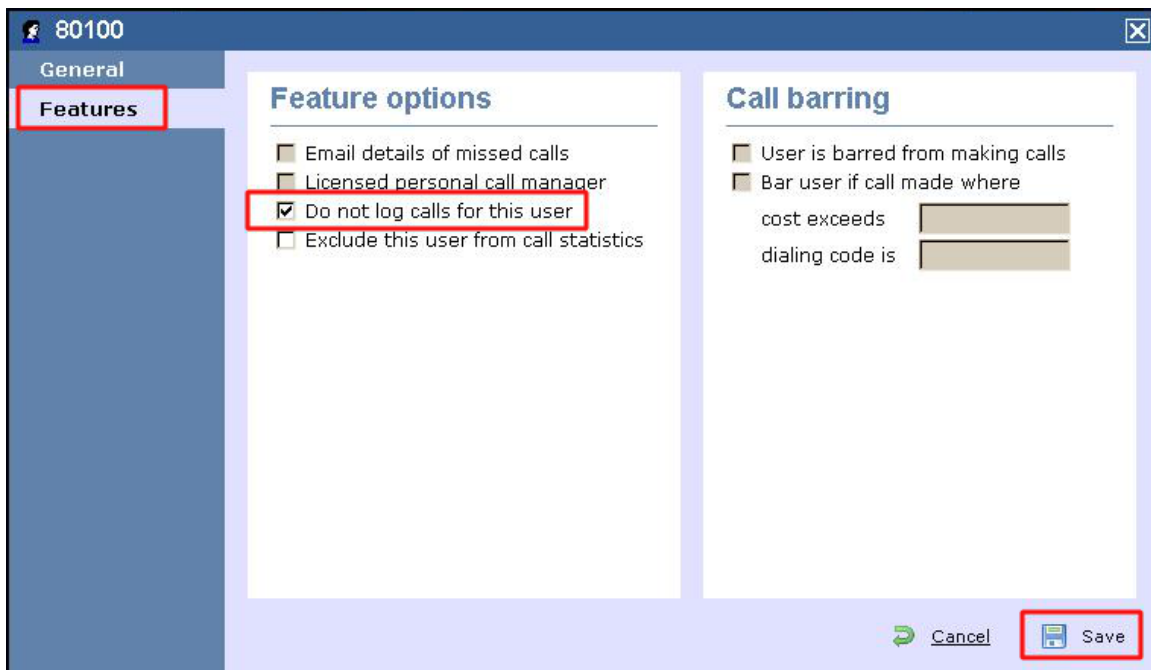 80100
General
Features
Feature options
Email details of missed calls
Licensed personal call manager
Do not log calls for this user
Exclude this user from call statistics
Call barring
User is barred from making calls
Bar user if call made where
cost exceeds
dialing code is
Cancel
Save